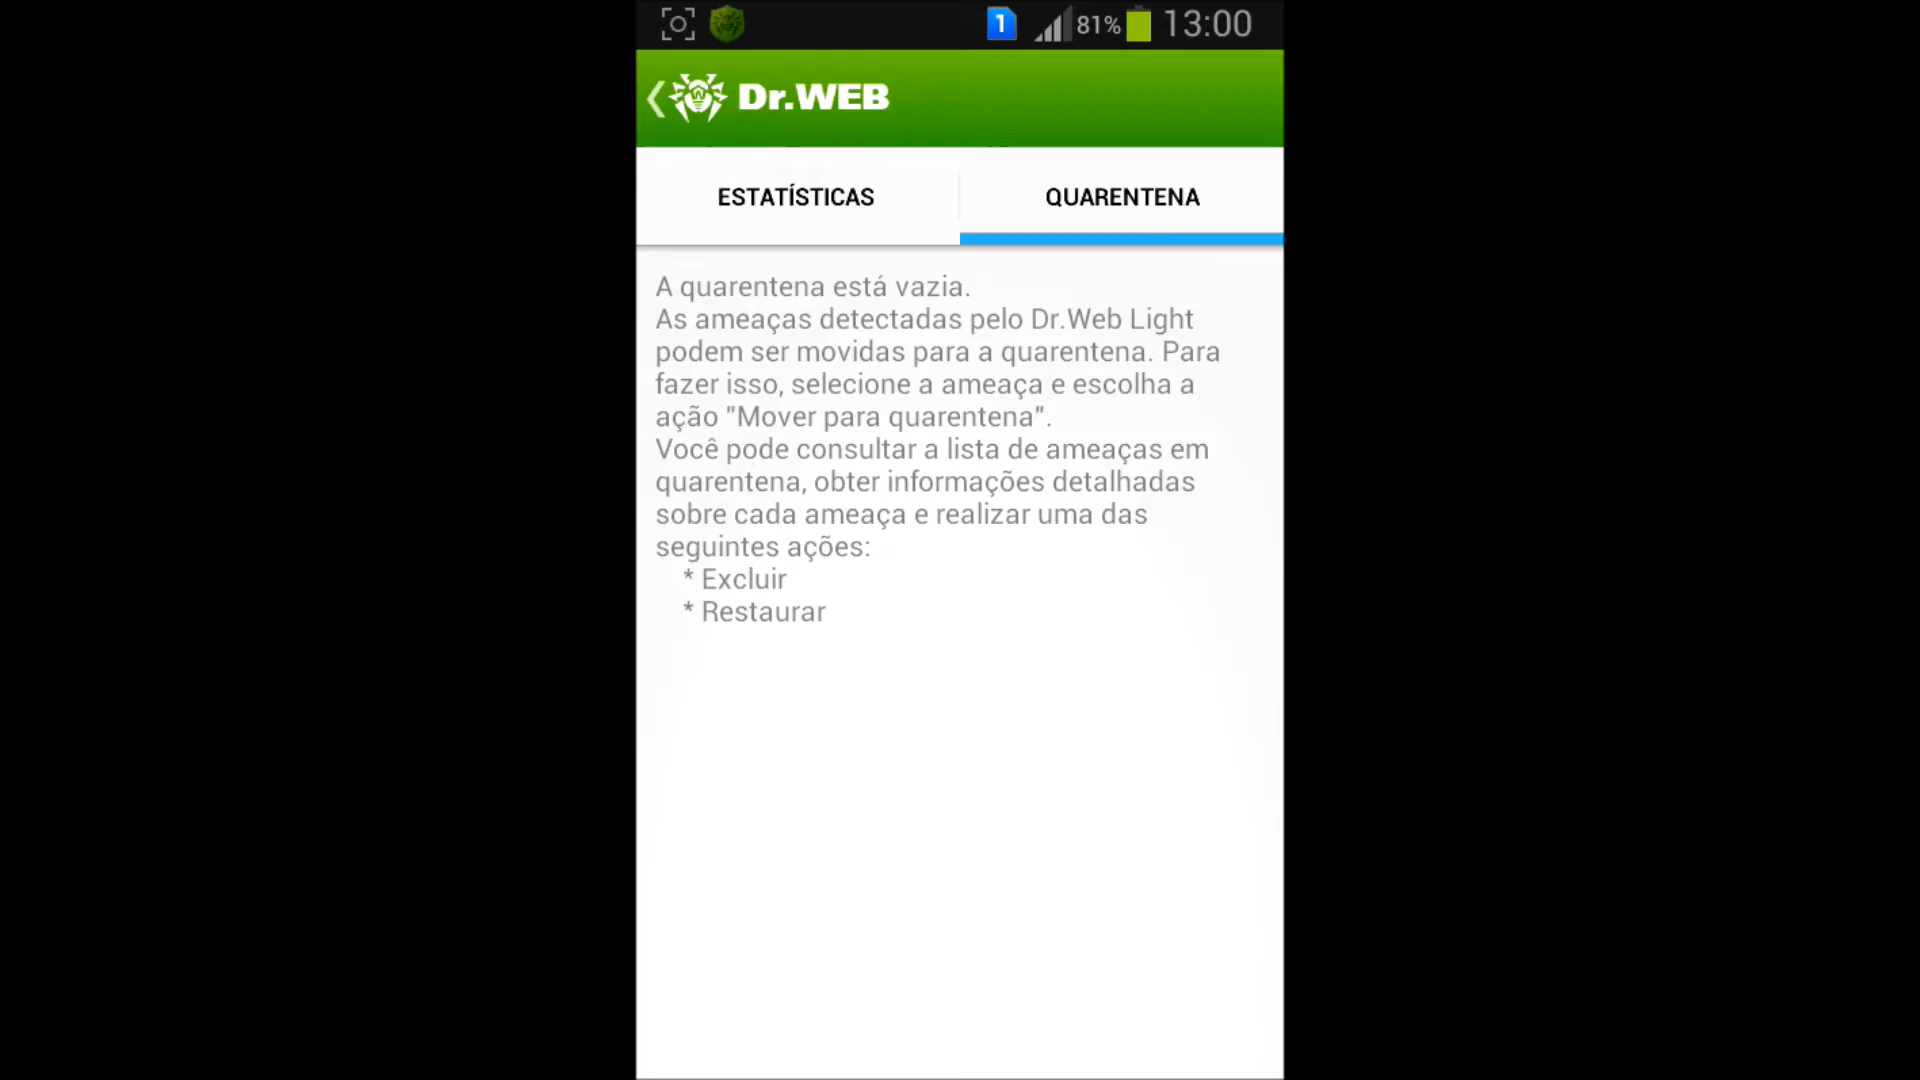 1 81% 13:00
Dr.WEB
ESTATÍSTICAS QUARENTENA
A quarentena está vazia.
As ameaças detectadas pelo Dr.Web Light
podem ser movidas para a quarentena. Para
fazer isso, selecione a ameaça e escolha a
ação "Mover para quarentena".
Você pode consultar a lista de ameaças em
quarentena, obter informações detalhadas
sobre cada ameaça e realizar uma das
seguintes ações:
* Excluir
* Restaurar